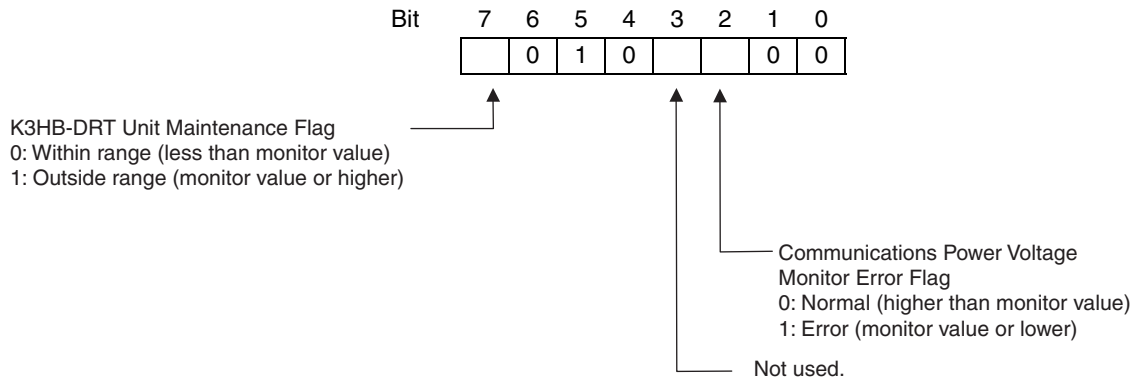 Bit 7 6 5 4 3 2 1 0
0 1 0 0 0
K3HB-DRT Unit Maintenance Flag
0: Within range (less than monitor value)
1: Outside range (monitor value or higher)
Communications Power Voltage
Monitor Error Flag
0: Normal (higher than monitor value)
1: Error (monitor value or lower)
Not used.